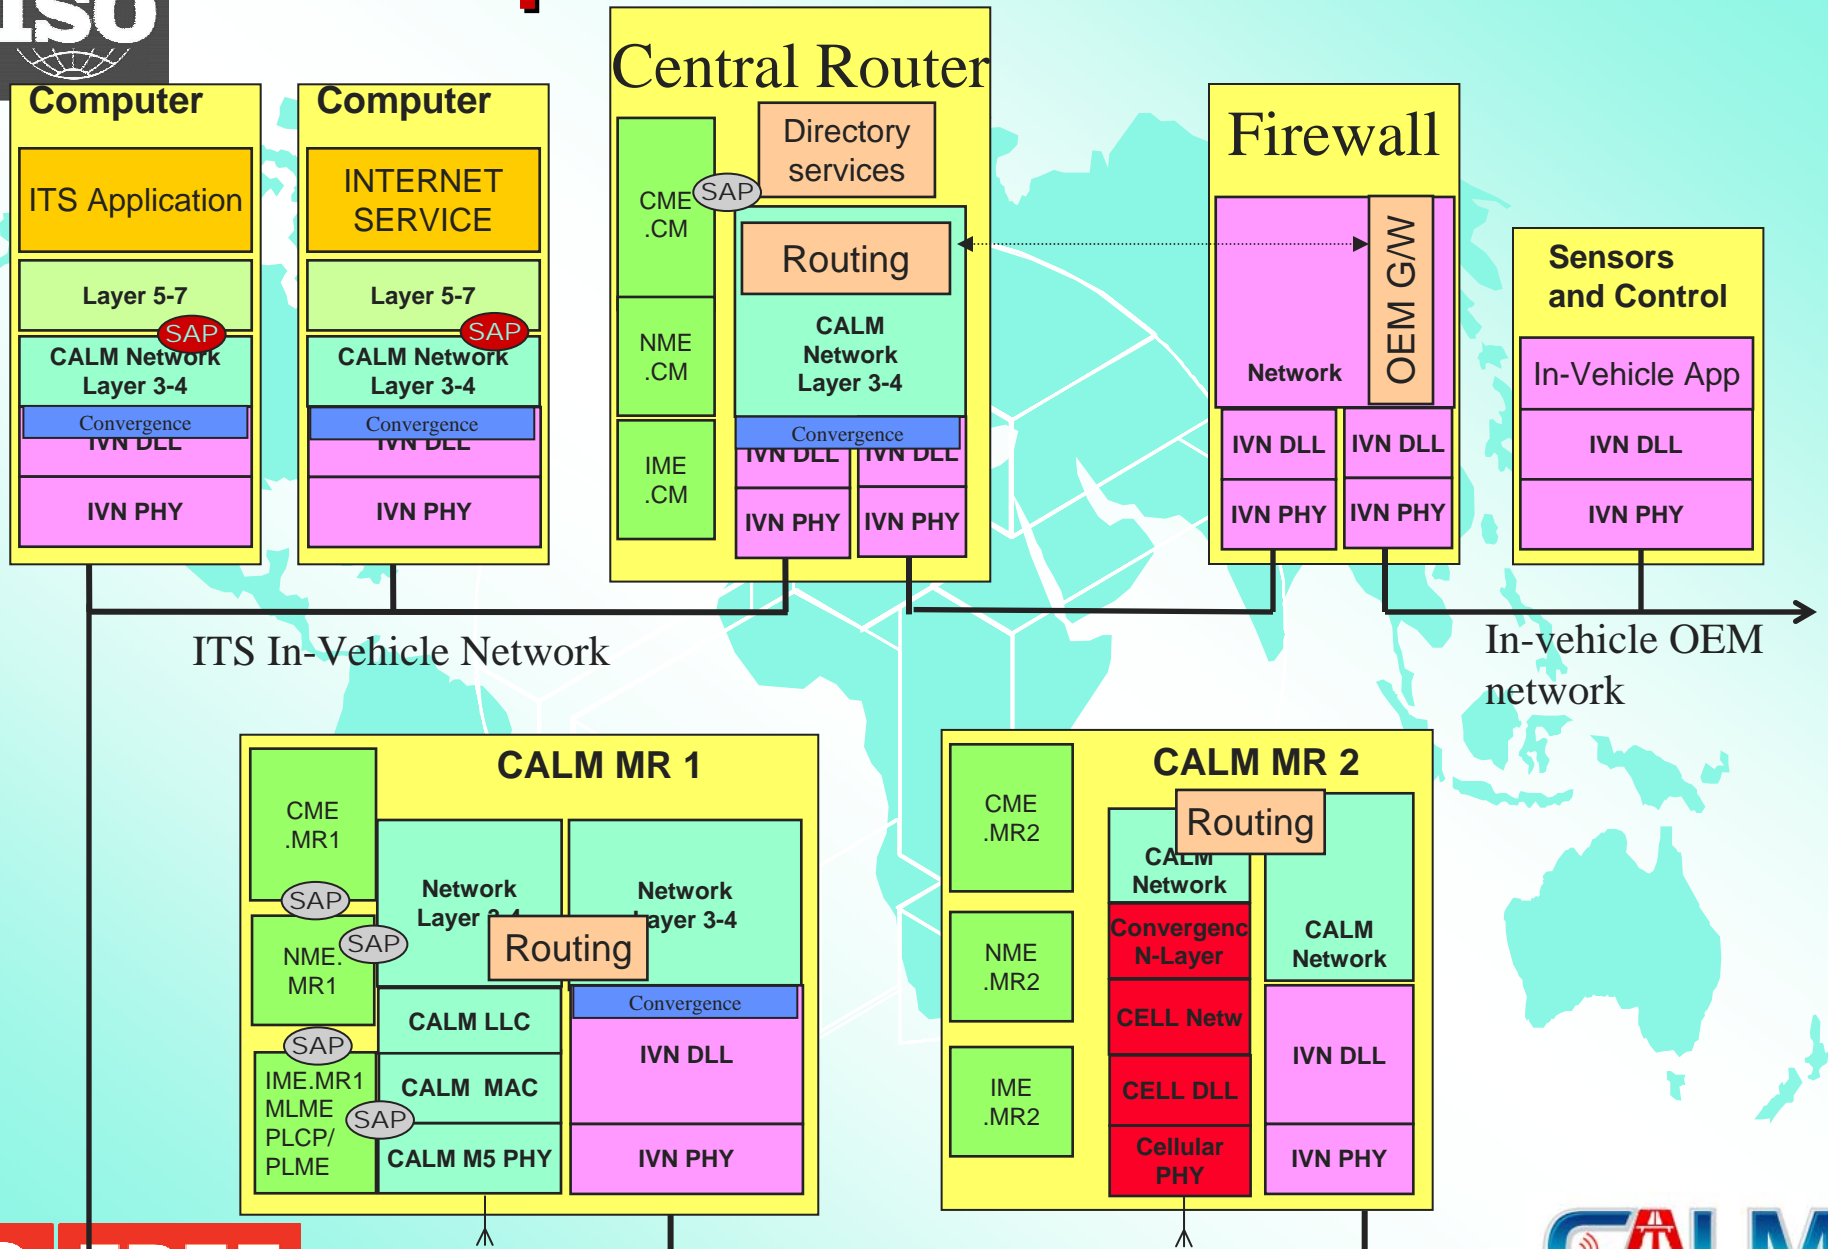 ISO
Computer
ITS Application
Layer 5-7
SAP
CALM Network
Layer 3-4
Convergence
IVN DLL
IVN PHY
Computer
INTERNET
SERVICE
Layer 5-7
SAP
CALM Network
Layer 3-4
Convergence
IVN DLL
IVN PHY
Central Router
CME
.CM
NME
.CM
IME
.CM
SAP
Directory
services
Routing
CALM
Network
Layer 3-4
Convergence
IVN DLL
IVN DLL
IVN PHY
IVN PHY
Firewall
Network
OEM G/W
IVN DLL
IVN DLL
IVN PHY
IVN PHY
Sensors
and Control
In-Vehicle App
IVN DLL
IVN PHY
ITS In-Vehicle Network
In-vehicle OEM
network
CALM MR 1
CME
.MR1
SAP
NME.
MR1
SAP
SAP
IME.MR1
MLME
PLCP/
PLME
SAP
Network
Layer 3-4
Network
Layer 3-4
Routing
CALM LLC
CALM MAC
CALM M5 PHY
Convergence
IVN DLL
IVN PHY
CALM MR 2
CME
.MR2
NME
.MR2
IME
.MR2
Routing
CALM
Network
Convergenc
N-Layer
CELL Netw
CELL DLL
Cellular
PHY
CALM
Network
IVN DLL
IVN PHY
CALM